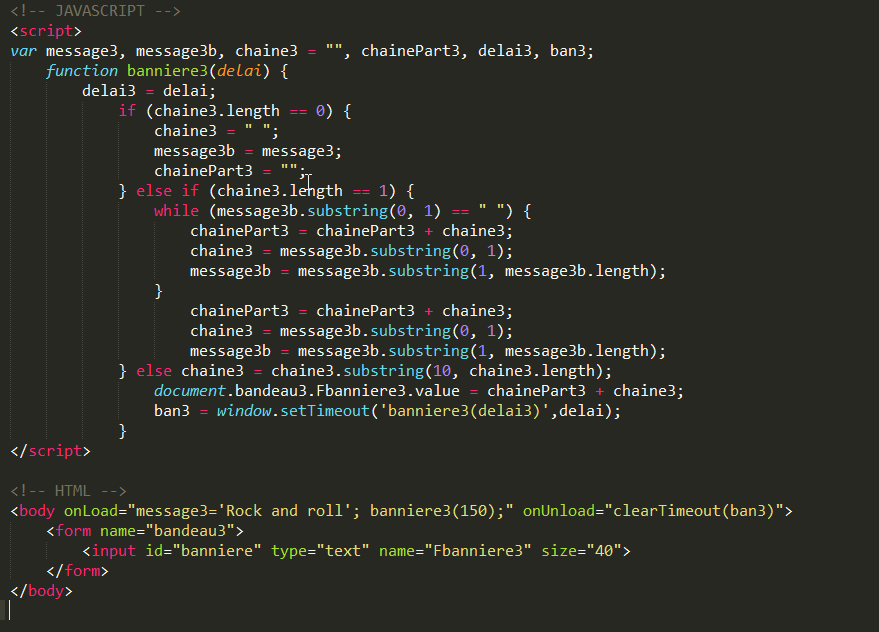 <!-- JAVASCRIPT -->
<script>
var message3, message3b, chaine3 = "", chainePart3, delai3, ban3;
    function banniere3(delai) {
        delai3 = delai;
            if (chaine3.length == 0) {
                chaine3 = " ";
                message3b = message3;
                chainePart3 = "";
            } else if (chaine3.length == 1) {
                while (message3b.substring(0, 1) == " ") {
                    chainePart3 = chainePart3 + chaine3;
                    chaine3 = message3b.substring(0, 1);
                    message3b = message3b.substring(1, message3b.length);
                }
                    chainePart3 = chainePart3 + chaine3;
                    chaine3 = message3b.substring(0, 1);
                    message3b = message3b.substring(1, message3b.length);
            } else chaine3 = chaine3.substring(10, chaine3.length);
                document.bandeau3.Fbanniere3.value = chainePart3 + chaine3;
                ban3 = window.setTimeout('banniere3(delai3)',delai);
            }
</script>

<!-- HTML -->
<body onLoad="message3='Rock and roll'; banniere3(150);" onUnload="clearTimeout(ban3)">
    <form name="bandeau3">
        <input id="banniere" type="text" name="Fbanniere3" size="40">
    </form>
</body>